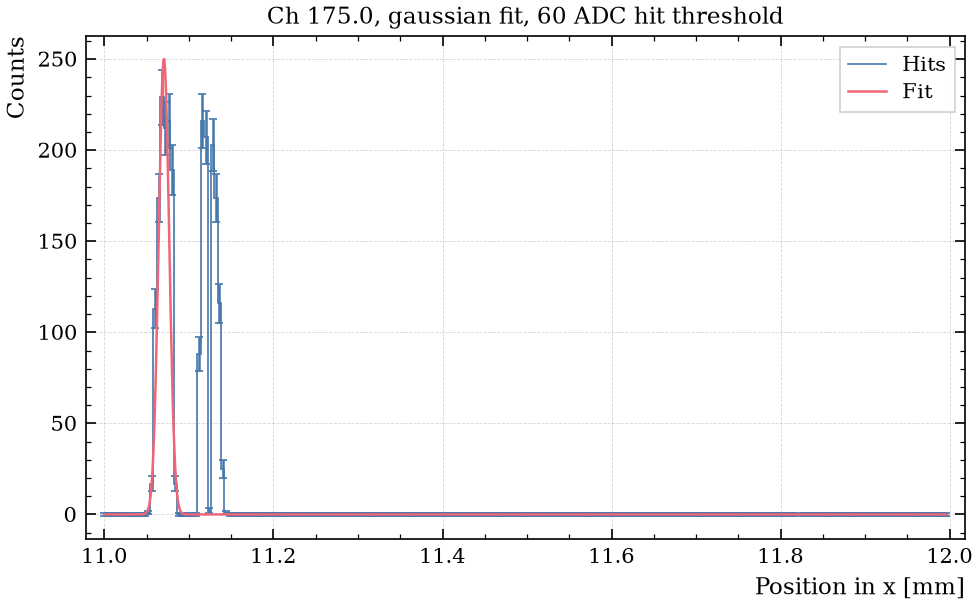 Ch 175.0, gaussian fit, 60 ADC hit threshold
Counts
250
200
150
100
50
0
Hits
Fit
11.0
11.2
11.4
11.6
11.8
12.0
Position in x [mm]